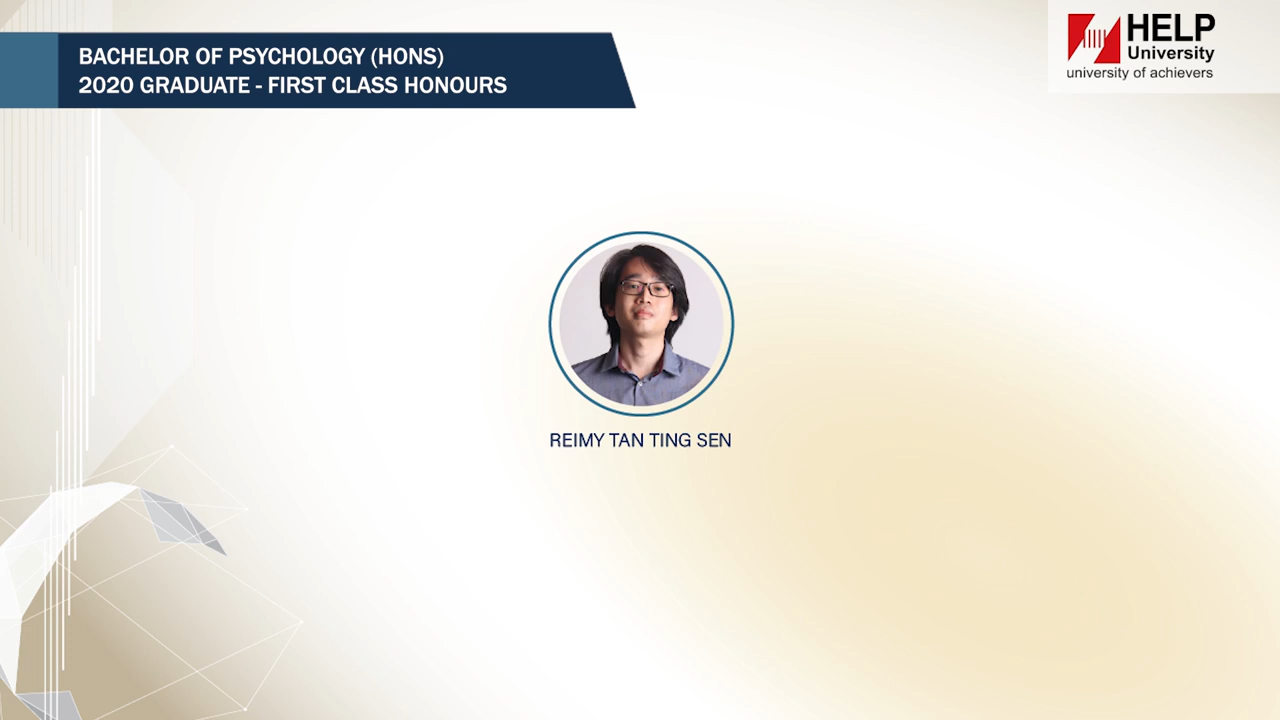 BACHELOR OF PSYCHOLOGY (HONS)
2020 GRADUATE - FIRST CLASS HONOURS
HELP
University
university of achievers
REIMY TAN TING SEN